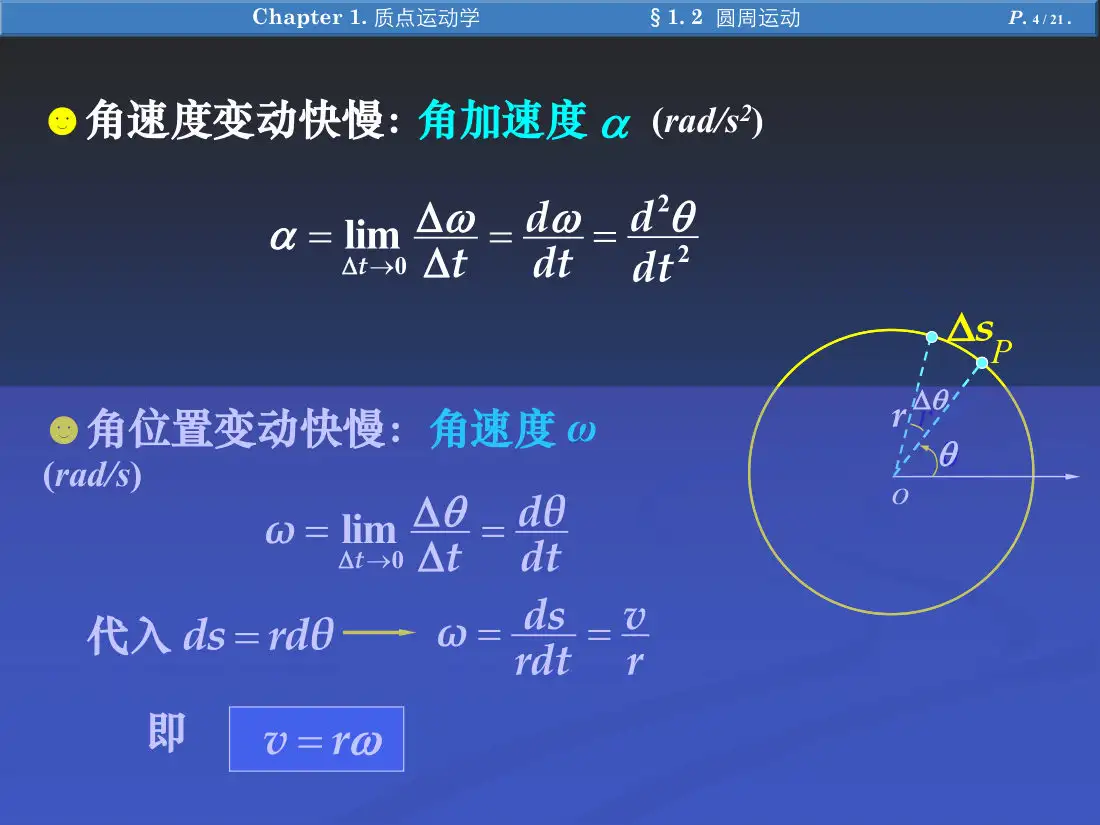 Chapter 1. 质点运动学 §1. 2 圆周运动 P. 4 / 21 .
角速度变动快慢: 角加速度 α (rad/s²)
α = lim Δt→0 Δω/Δt = dω/dt = d²θ/dt²
Δs
P
r
Δθ
θ
o
角位置变动快慢: 角速度 ω
(rad/s)
ω = lim Δt→0 Δθ/Δt = dθ/dt
代入 ds = rdθ → ω = ds/rdt = v/r
即 v = rω